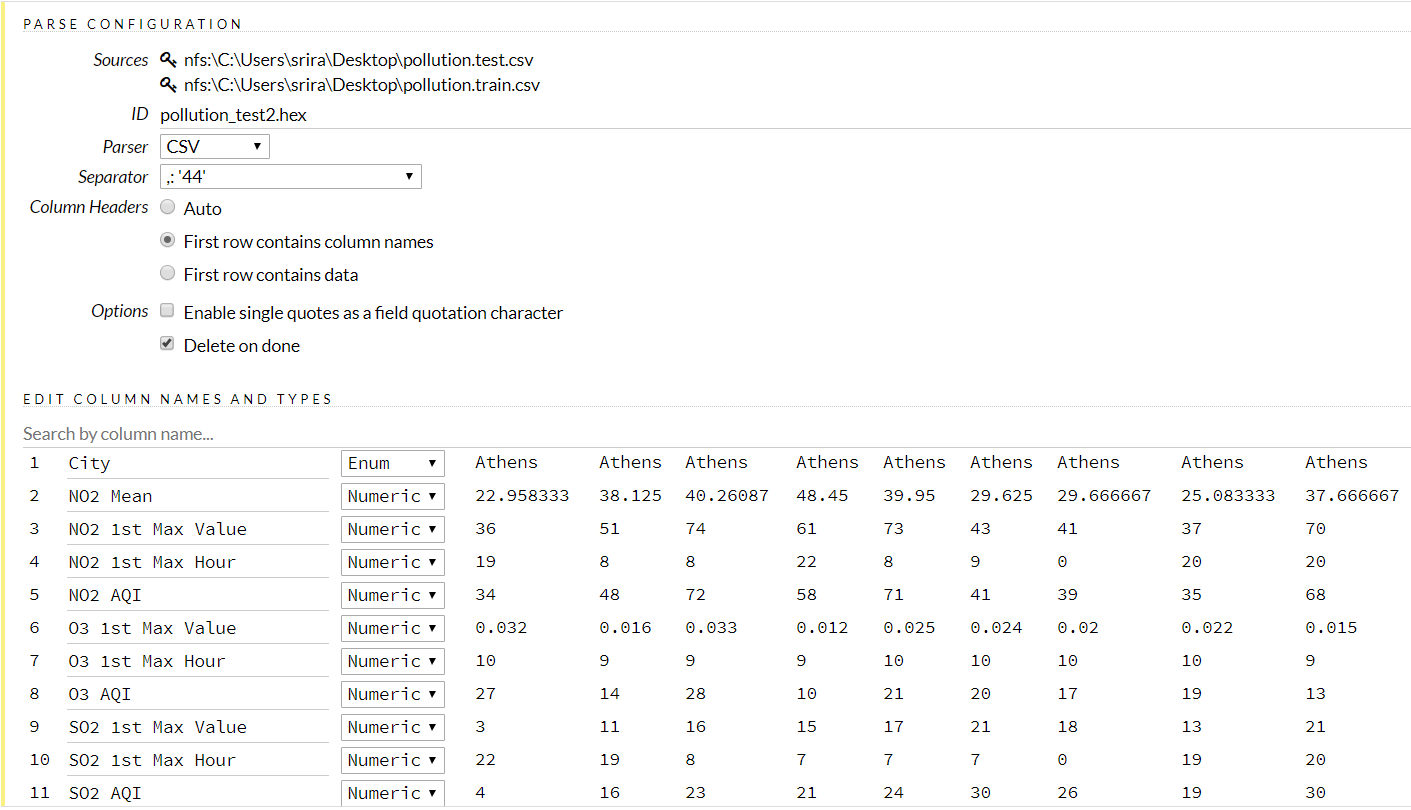 PARSE CONFIGURATION
Sources nfs:\C:\Users\srira\Desktop\pollution.test.csv
nfs:\C:\Users\srira\Desktop\pollution.train.csv
ID pollution_test2.hex
Parser CSV
Separator ,: '44'
Column Headers Auto
First row contains column names
First row contains data
Options Enable single quotes as a field quotation character
Delete on done
EDIT COLUMN NAMES AND TYPES
Search by column name...
1 City Enum Athens Athens Athens Athens Athens Athens Athens Athens Athens
2 NO2 Mean Numeric 22.958333 38.125 40.26087 48.45 39.95 29.625 29.666667 25.083333 37.666667
3 NO2 1st Max Value Numeric 36 51 74 61 73 43 41 37 70
4 NO2 1st Max Hour Numeric 19 8 8 22 8 9 0 20 20
5 NO2 AQI Numeric 34 48 72 58 71 41 39 35 68
6 O3 1st Max Value Numeric 0.032 0.016 0.033 0.012 0.025 0.024 0.02 0.022 0.015
7 O3 1st Max Hour Numeric 10 9 9 9 10 10 10 10 9
8 O3 AQI Numeric 27 14 28 10 21 20 17 19 13
9 SO2 1st Max Value Numeric 3 11 16 15 17 21 18 13 21
10 SO2 1st Max Hour Numeric 22 19 8 7 7 7 0 19 20
11 SO2 AQI Numeric 4 16 23 21 24 30 26 19 30